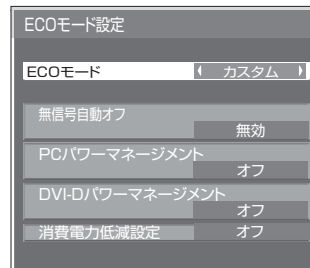 ECOモード設定
ECOモード カスタム
無信号自動オフ
無効
PCパワーマネージメント
オフ
DVI-Dパワーマネージメント
オフ
消費電力低減設定 オフ